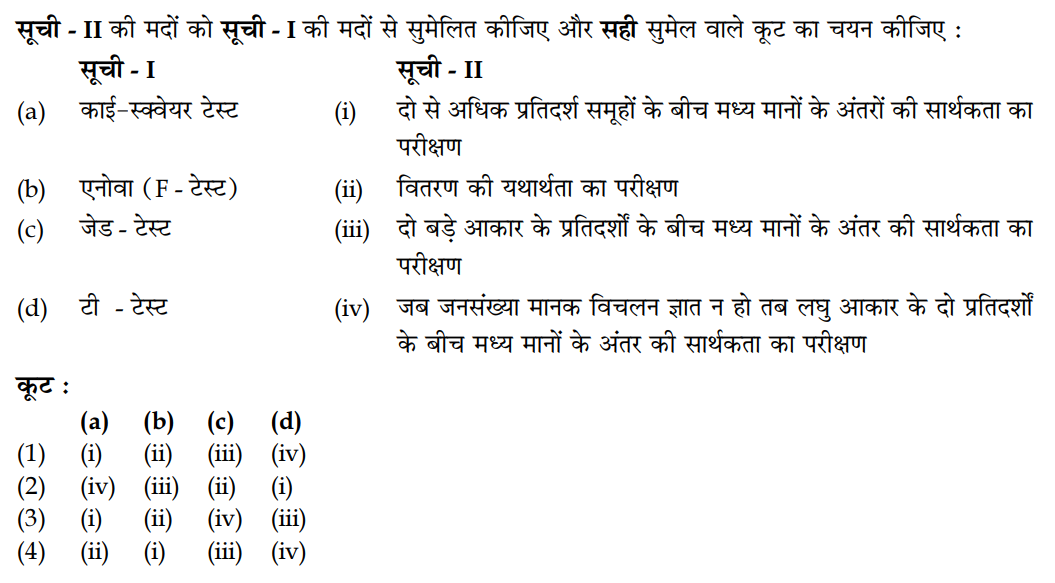 सूची - II की मदों को सूची - I की मदों से सुमेलित कीजिए और सही सुमेल वाले कूट का चयन कीजिए :
सूची - I सूची - II
(a) काई-स्क्वेयर टेस्ट (i) दो से अधिक प्रतिदर्श समूहों के बीच मध्य मानों के अंतरों की सार्थकता का
परीक्षण
(b) एनोवा (F - टेस्ट) (ii) वितरण की यथार्थता का परीक्षण
(c) जेड - टेस्ट (iii) दो बड़े आकार के प्रतिदर्शों के बीच मध्य मानों के अंतर की सार्थकता का
परीक्षण
(d) टी - टेस्ट (iv) जब जनसंख्या मानक विचलन ज्ञात न हो तब लघु आकार के दो प्रतिदर्शों
के बीच मध्य मानों के अंतर की सार्थकता का परीक्षण
कूट :
(a) (b) (c) (d)
(1) (i) (ii) (iii) (iv)
(2) (iv) (iii) (ii) (i)
(3) (i) (ii) (iv) (iii)
(4) (ii) (i) (iii) (iv)